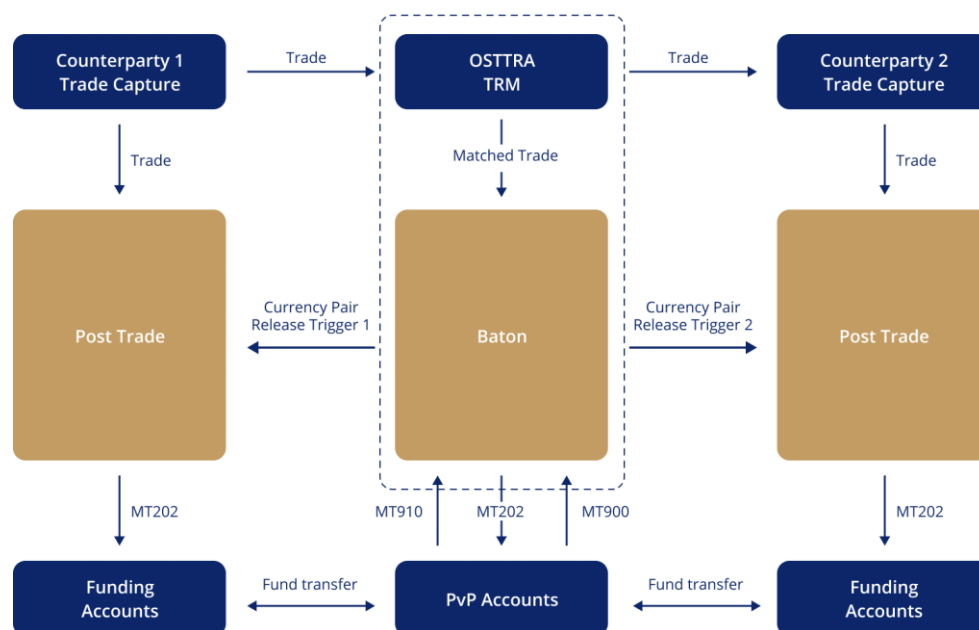 Counterparty 1
Trade Capture
Trade
OSTTRA
TRM
Trade
Counterparty 2
Trade Capture
Trade
Matched Trade
Trade
Post Trade
Currency Pair
Release Trigger 1
Baton
Currency Pair
Release Trigger 2
Post Trade
MT202
MT910
MT202
MT900
MT202
Funding
Accounts
Fund transfer
PvP Accounts
Fund transfer
Funding
Accounts